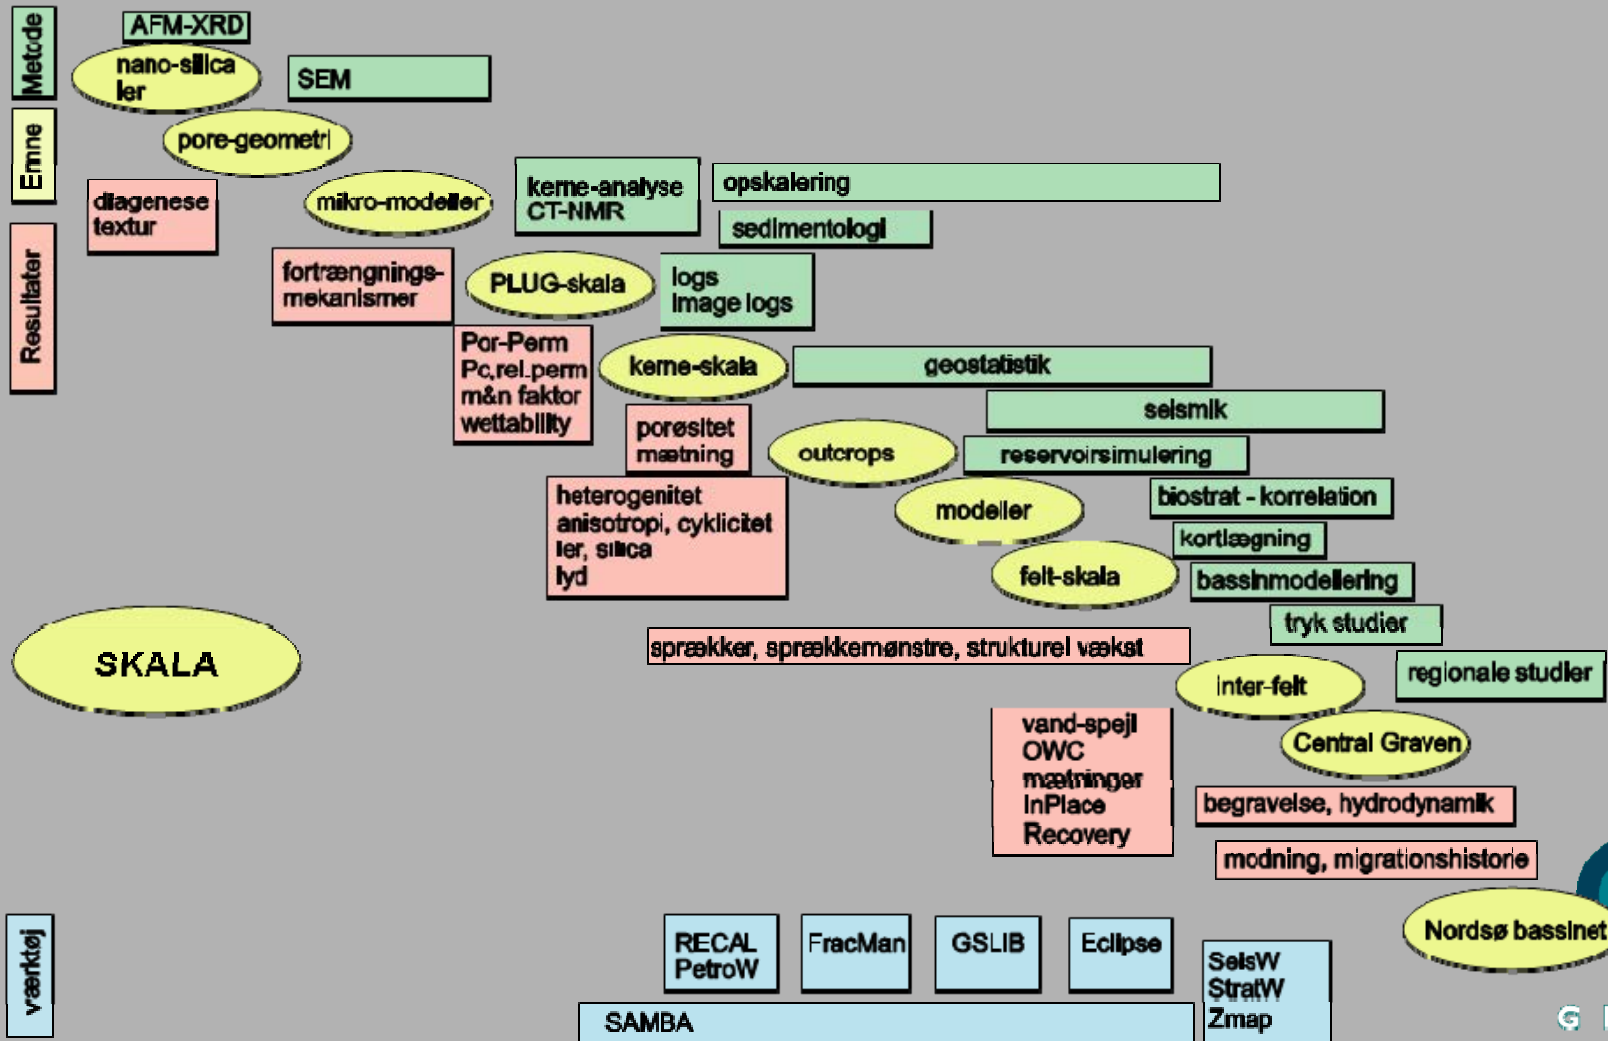 Metode
AFM-XRD
nano-silica
ler
SEM
Emne
pore-geometri
diagenese
textur
mikro-modeller
kerne-analyse
CT-NMR
opskalering
sedimentologi
Resultater
fortrængnings-
mekanismer
PLUG-skala
logs
image logs
Por-Perm
Pc,rel.perm
m&n faktor
wettability
kerne-skala
geostatistik
seismik
porøsitet
mætning
outcrops
reservoirsimulering
heterogenitet
anisotropi, cyklicitet
ler, silica
lyd
modeller
biostrat - korrelation
kortlægning
felt-skala
bassinmodellering
tryk studier
SKALA
sprækker, sprækkemønstre, strukturel vækst
inter-felt
regionale studier
vand-spejl
OWC
mætninger
InPlace
Recovery
Central Graven
begravelse, hydrodynamik
modning, migrationshistorie
Nordsø bassinet
værktøj
RECAL
PetroW
FracMan
GSLIB
Eclipse
SeisW
StratW
Zmap
SAMBA
G